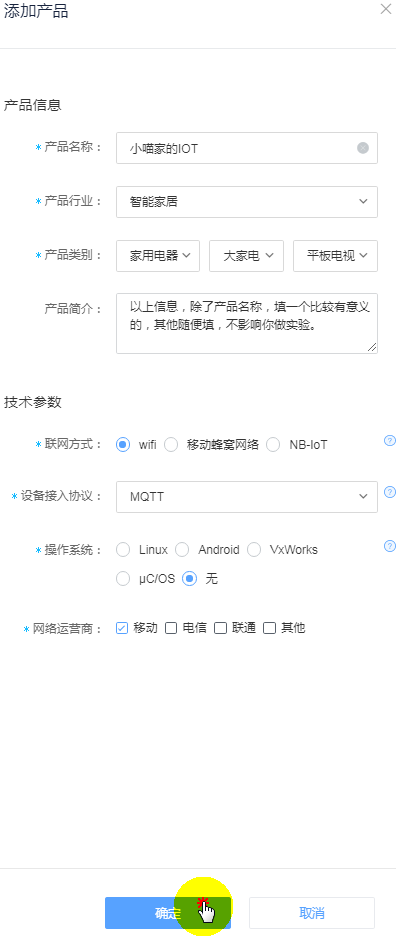 添加产品
产品信息
* 产品名称： 小喵家的IOT
* 产品行业： 智能家居
* 产品类别： 家用电器 大家电 平板电视
产品简介： 以上信息，除了产品名称，填一个比较有意义
的，其他随便填，不影响你做实验。
技术参数
* 联网方式： wifi 移动蜂窝网络 NB-IoT ?
* 设备接入协议： MQTT ?
* 操作系统： Linux Android VxWorks ?
μC/OS 无
* 网络运营商： 移动 电信 联通 其他
确定 取消